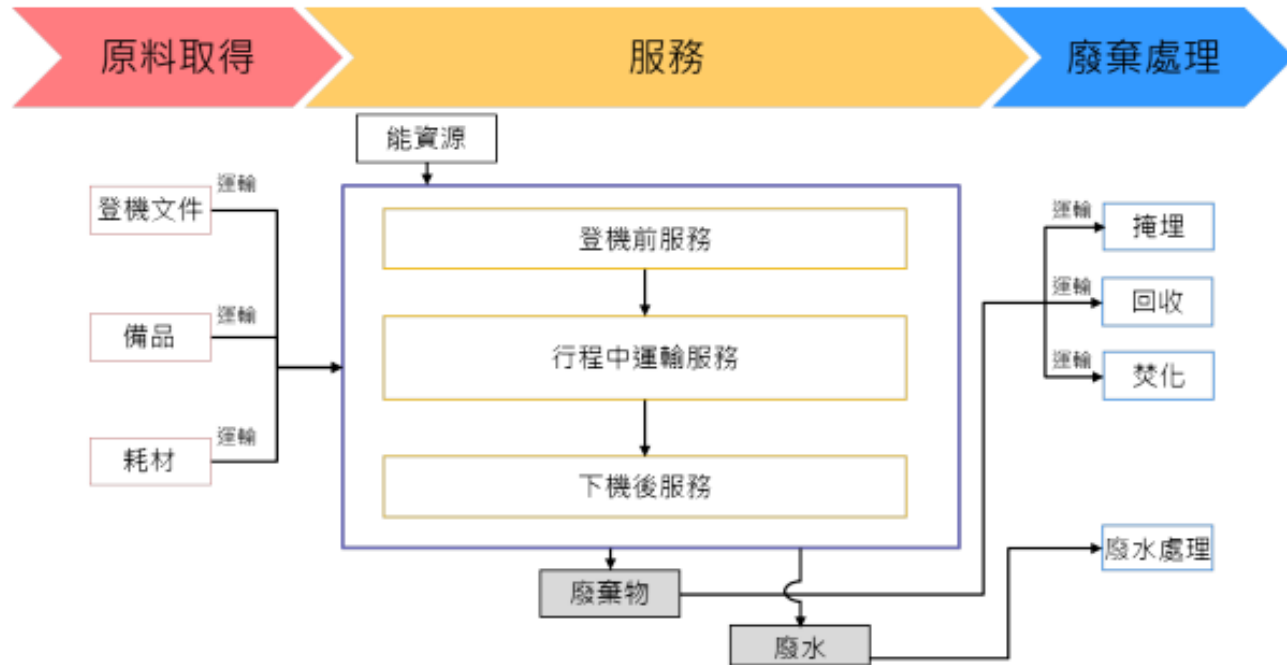 原料取得
服務
廢棄處理
能資源
登機文件
運輸
備品
運輸
耗材
運輸
登機前服務
行程中運輸服務
下機後服務
廢棄物
廢水
運輸
掩埋
運輸
回收
運輸
焚化
廢水處理